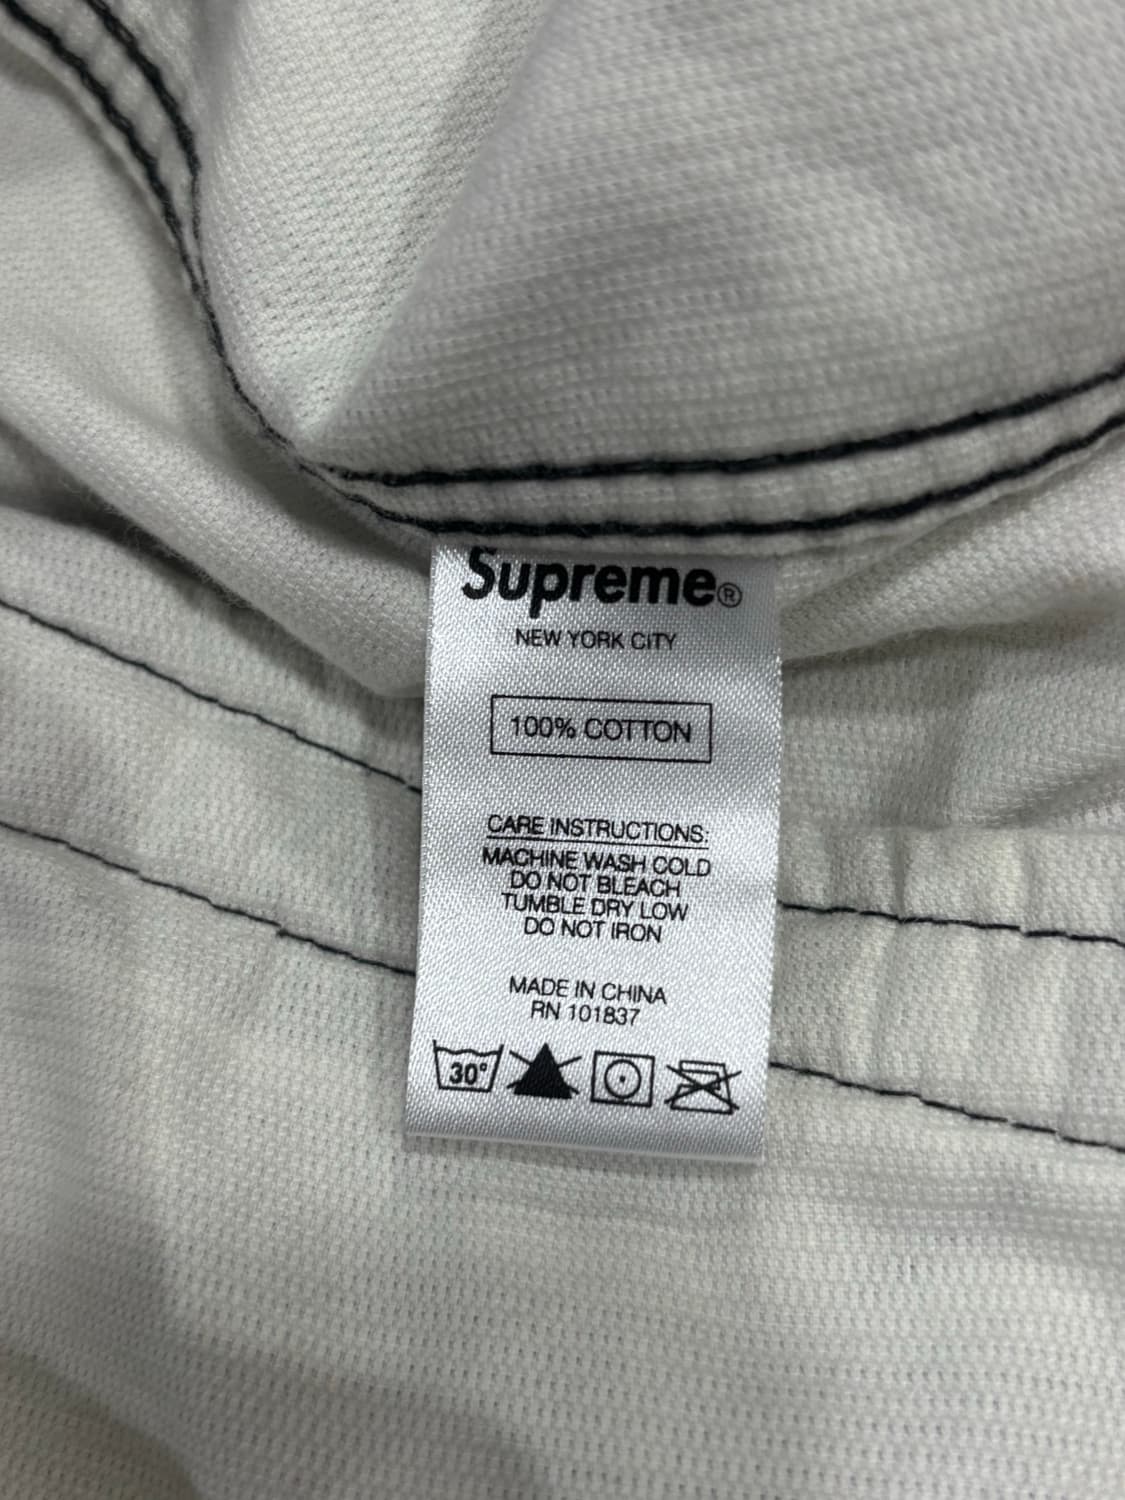 Supreme®
NEW YORK CITY
100% COTTON
CARE INSTRUCTIONS:
MACHINE WASH COLD
DO NOT BLEACH
TUMBLE DRY LOW
DO NOT IRON
MADE IN CHINA
RN 101837
30°